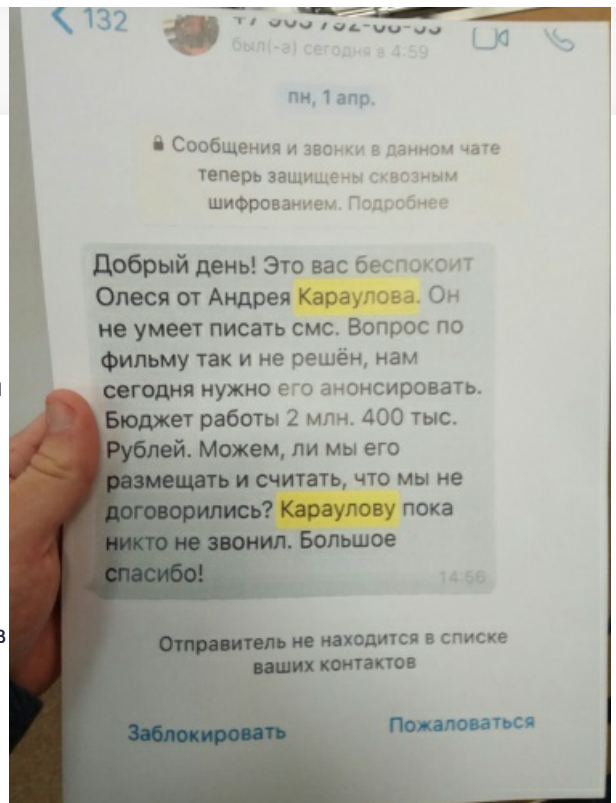 132
был(-а) сегодня в 4:59
пн, 1 апр.
Сообщения и звонки в данном чате
теперь защищены сквозным
шифрованием. Подробнее
Добрый день! Это вас беспокоит
Олеся от Андрея Караулова. Он
не умеет писать смс. Вопрос по
фильму так и не решён, нам
сегодня нужно его анонсировать.
Бюджет работы 2 млн. 400 тыс.
Рублей. Можем, ли мы его
размещать и считать, что мы не
договорились? Караулову пока
никто не звонил. Большое
спасибо!
14:56
Отправитель не находится в списке
ваших контактов
Заблокировать
Пожаловаться